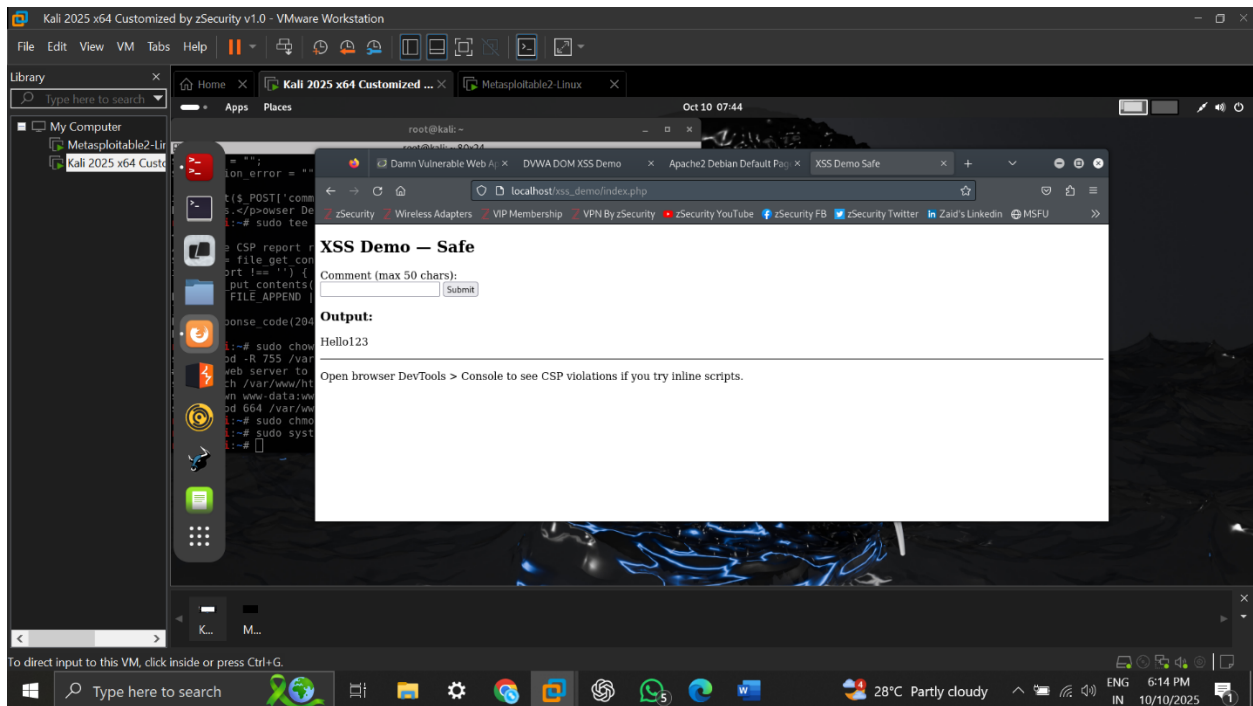 Kali 2025 x64 Customized by zSecurity v1.0 - VMware Workstation
File Edit View VM Tabs Help
Library
Type here to search
My Computer
Metasploitable2-Lir
Kali 2025 x64 Custo
Home
Kali 2025 x64 Customized ...
Metasploitable2-Linux
Apps Places
Oct 10 07:44
root@kali: ~
root@kali: ~ 80x24
= "";
ion_error = ""
t($_POST['comm
s.</p>owser De
i:~# sudo tee
e CSP report r
= file_get_con
ort !== '') {
_put_contents(
FILE_APPEND |
ponse_code(204
i:~# sudo chow
od -R 755 /var
web server to
ch /var/www/ht
wn www-data:ww
od 664 /var/ww
i:~# sudo chmo
i:~# sudo syst
i:~#
Damn Vulnerable Web Ap
DVWA DOM XSS Demo
Apache2 Debian Default Pag
XSS Demo Safe
localhost/xss_demo/index.php
zSecurity
Wireless Adapters
VIP Membership
VPN By zSecurity
zSecurity YouTube
zSecurity FB
zSecurity Twitter
Zaid's Linkedin
MSFU
XSS Demo — Safe
Comment (max 50 chars):
Submit
Output:
Hello123
Open browser DevTools > Console to see CSP violations if you try inline scripts.
K...
M...
To direct input to this VM, click inside or press Ctrl+G.
Type here to search
28°C Partly cloudy
ENG
IN
6:14 PM
10/10/2025